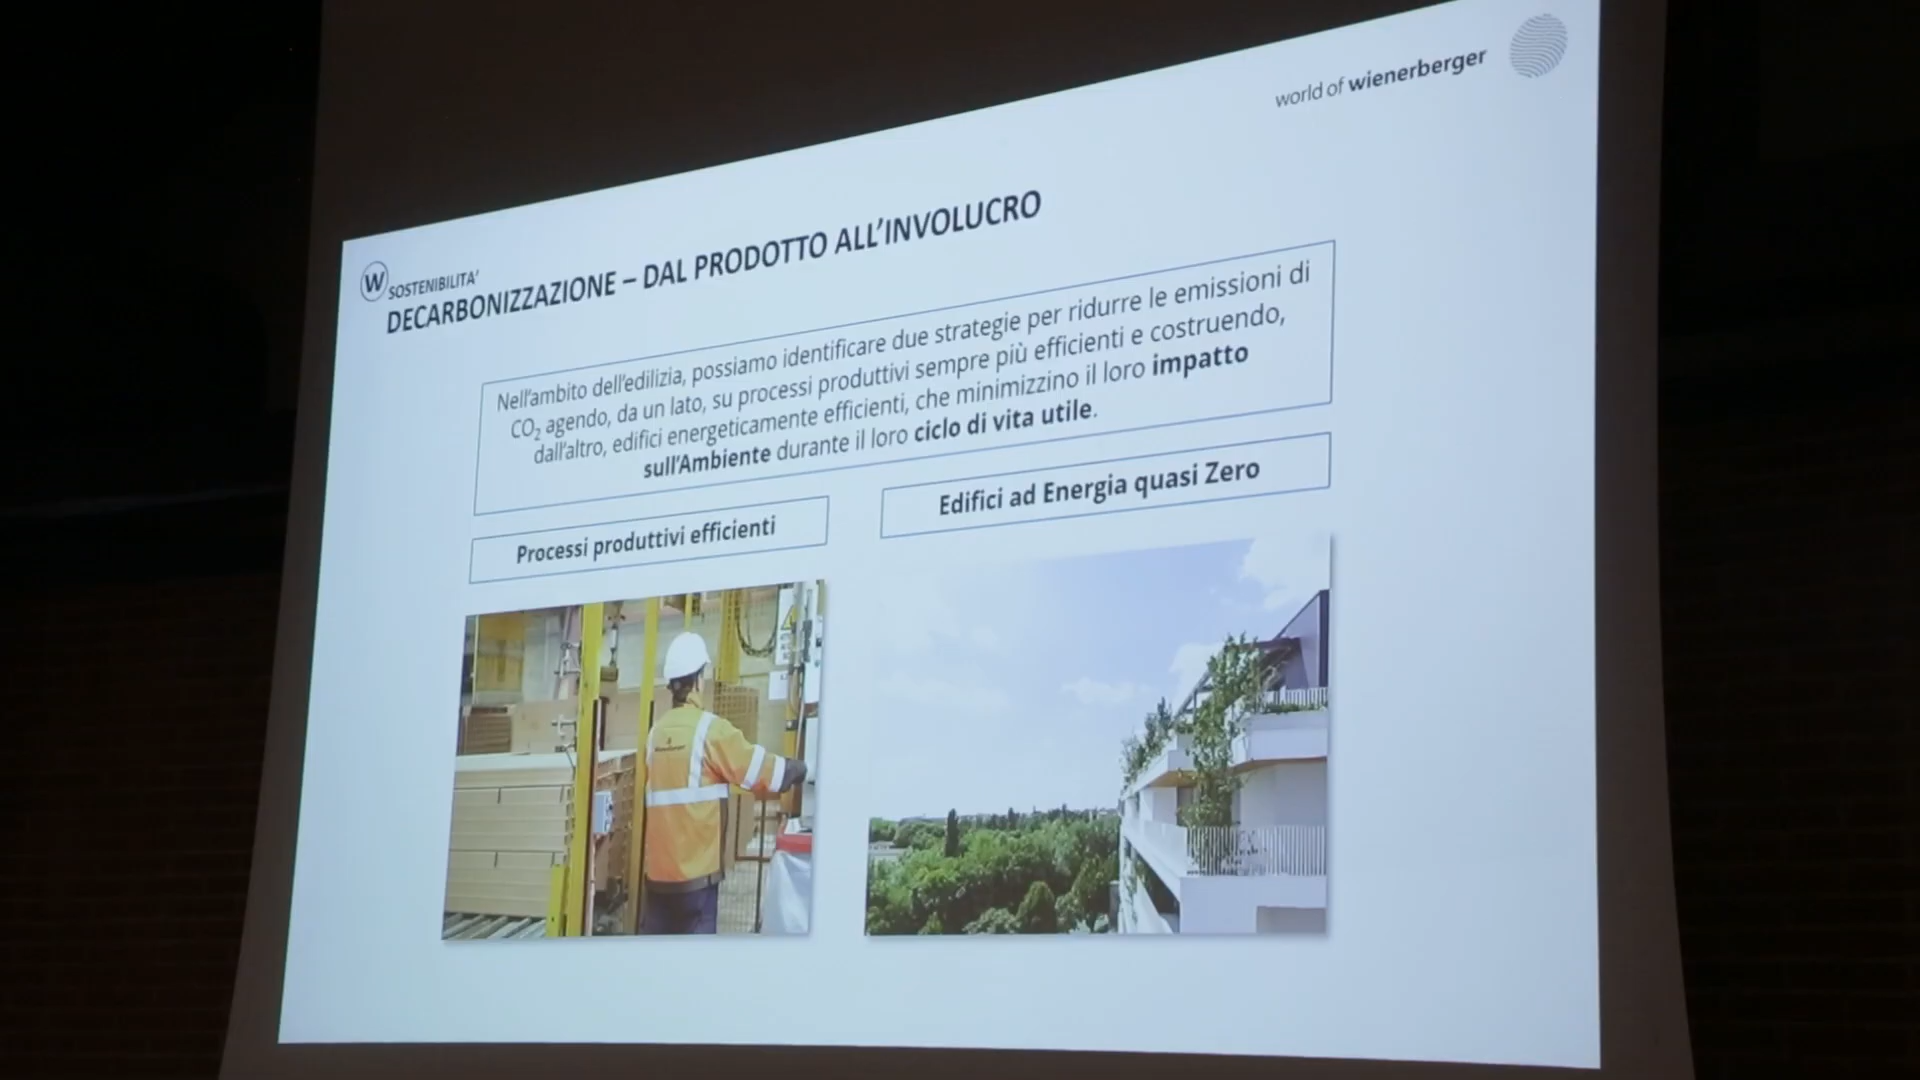 world of wienerberger
W SOSTENIBILITA'
DECARBONIZZAZIONE – DAL PRODOTTO ALL'INVOLUCRO
Nell'ambito dell'edilizia, possiamo identificare due strategie per ridurre le emissioni di
CO₂ agendo, da un lato, su processi produttivi sempre più efficienti e costruendo,
dall'altro, edifici energeticamente efficienti, che minimizzino il loro impatto
sull'Ambiente durante il loro ciclo di vita utile.
Processi produttivi efficienti
Edifici ad Energia quasi Zero